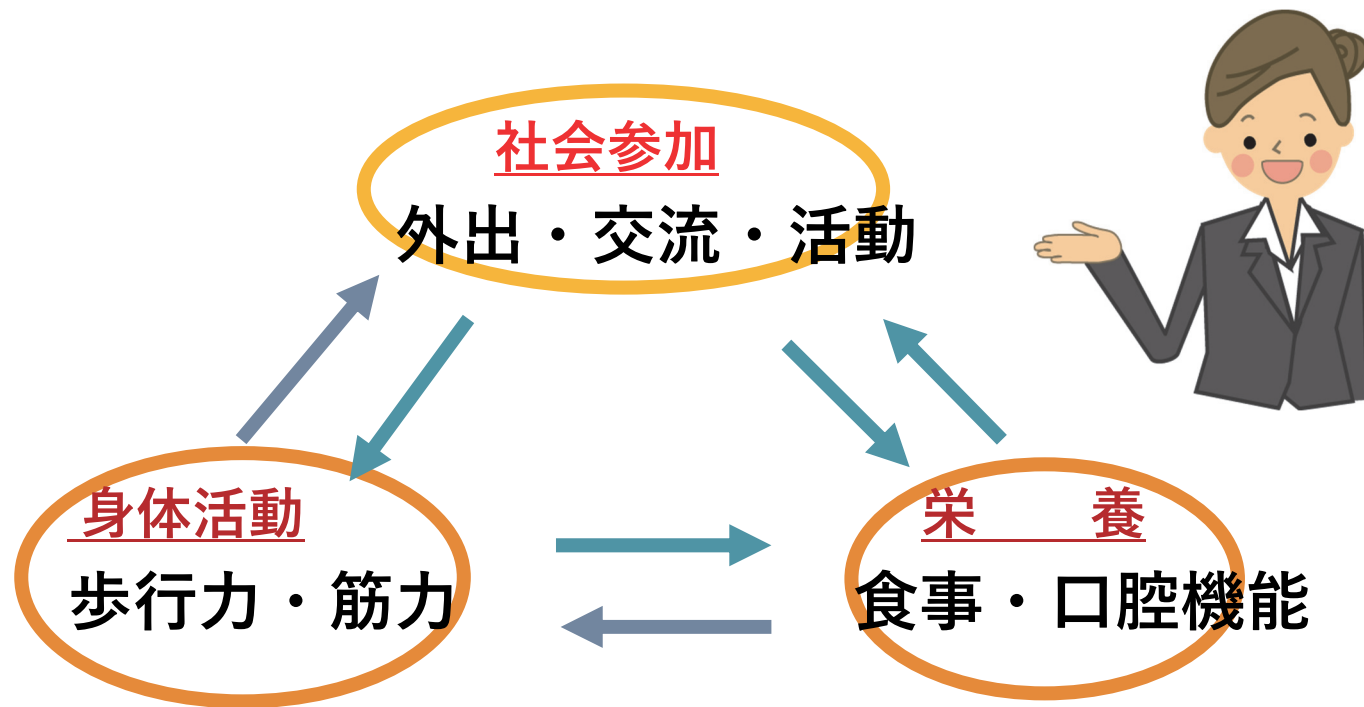 社会参加
外出・交流・活動
身体活動
歩行力・筋力
栄　　養
食事・口腔機能